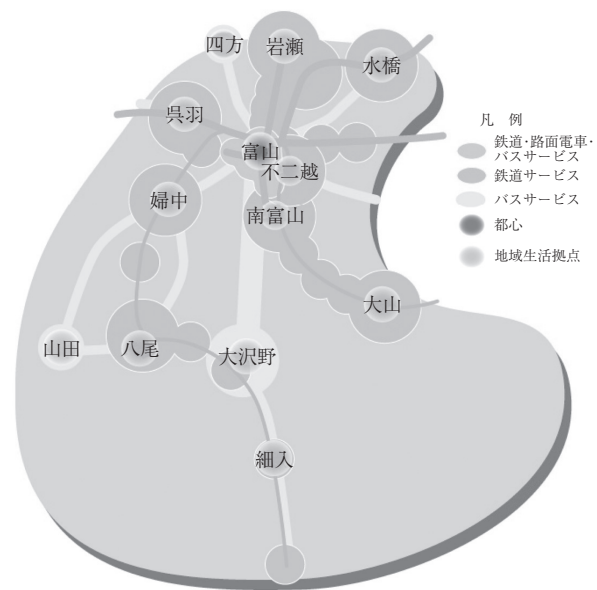 四方
岩瀬
水橋
呉羽
富山
不二越
婦中
南富山
大山
山田
八尾
大沢野
細入
凡 例
鉄道・路面電車・
バスサービス
鉄道サービス
バスサービス
都心
地域生活拠点